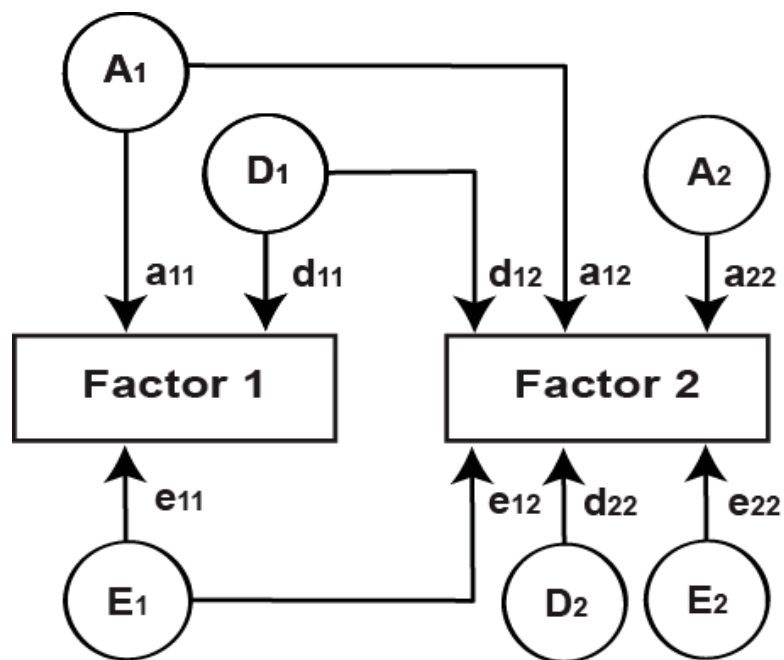 A1
D1
A2
a11
d11
d12
a12
a22
Factor 1
Factor 2
e11
e12
d22
e22
E1
D2
E2